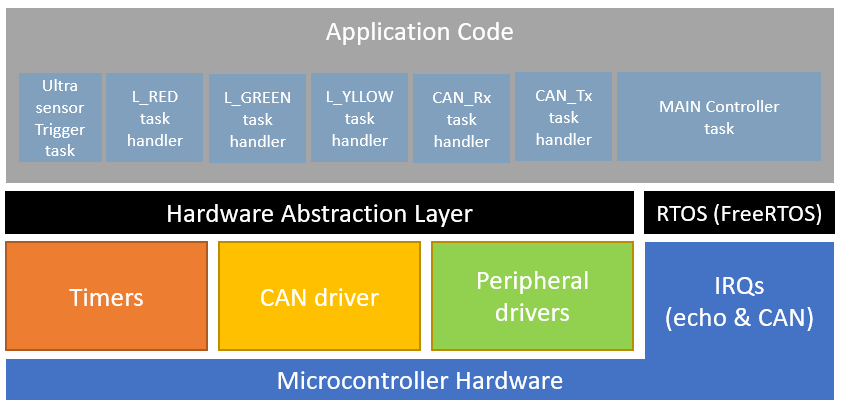 Application Code
Ultra
sensor
Trigger
task
L_RED
task
handler
L_GREEN
task
handler
L_YLLOW
task
handler
CAN_Rx
task
handler
CAN_Tx
task
handler
MAIN Controller
task
Hardware Abstraction Layer
RTOS (FreeRTOS)
Timers
CAN driver
Peripheral
drivers
IRQs
(echo & CAN)
Microcontroller Hardware